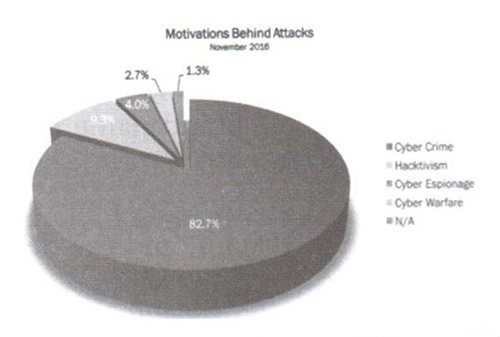 Motivations Behind Attacks
November 2016
2.7%
1.3%
4.0%
9.3%
82.7%
Cyber Crime
Hacktivism
Cyber Espionage
Cyber Warfare
N/A